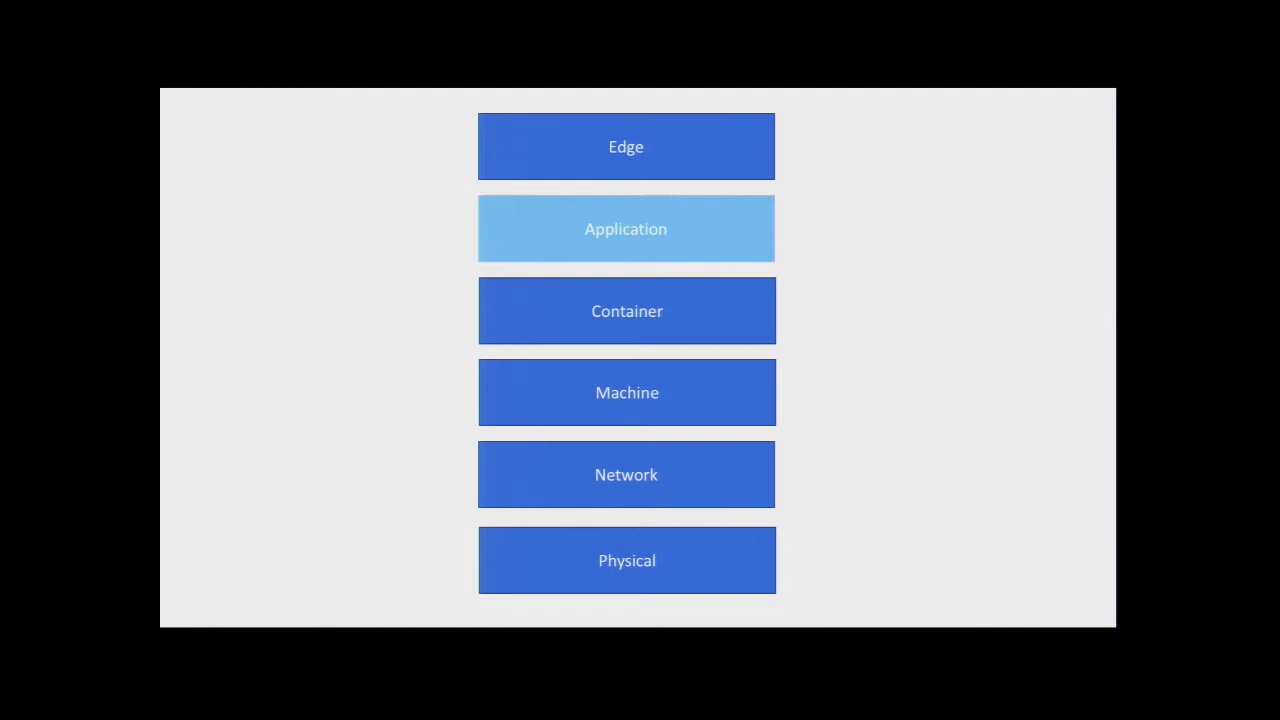 Edge
Application
Container
Machine
Network
Physical